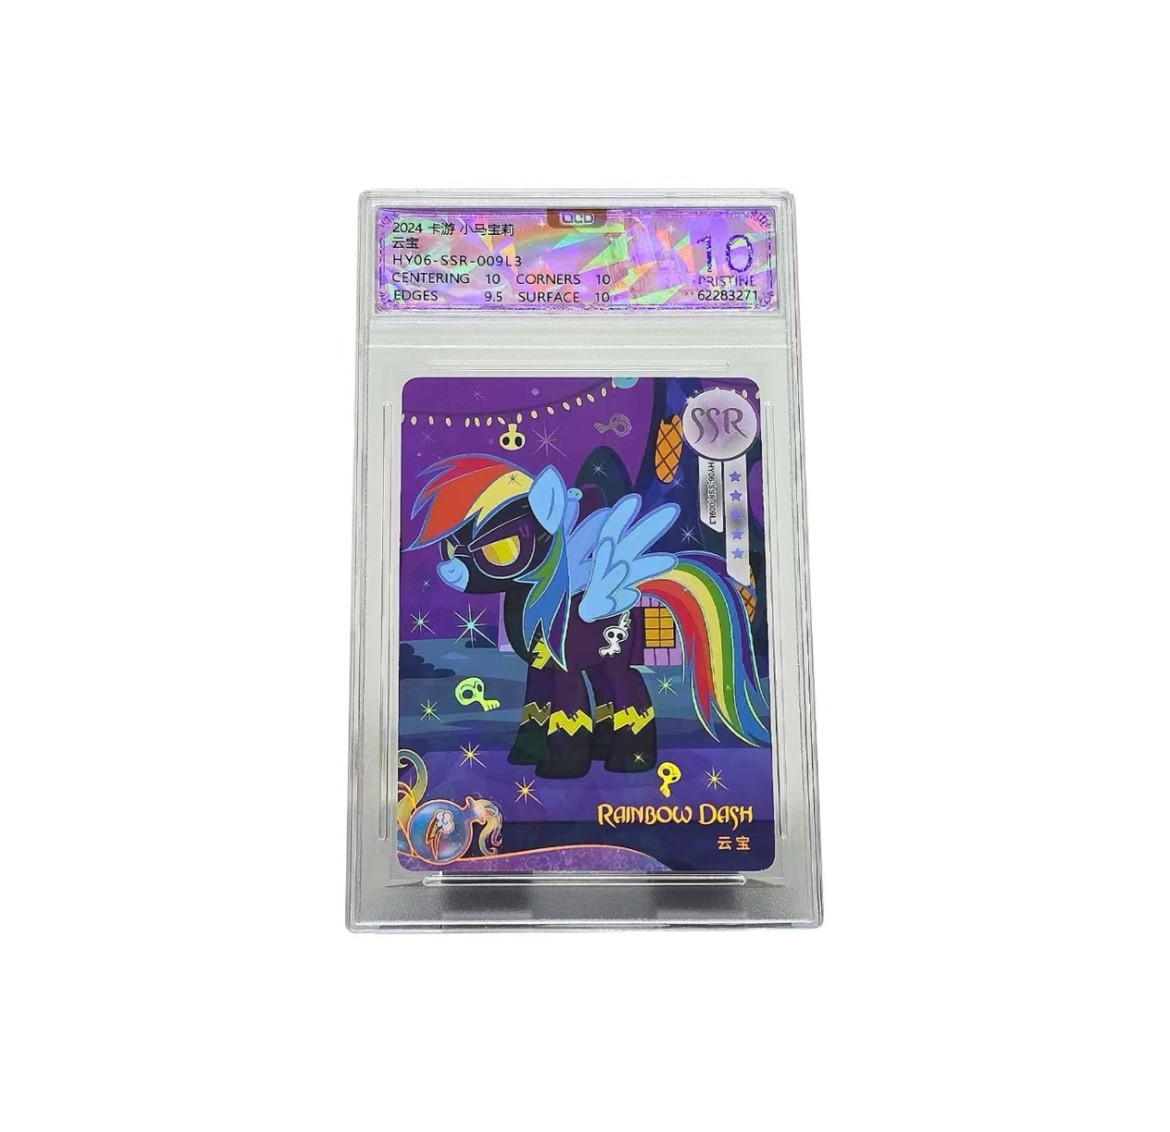 2024 卡游 小马宝莉
云宝
HY06-SSR-009L3
CENTERING 10 CORNERS 10
EDGES 9.5 SURFACE 10
10
PRISTINE
62283271
SSR
HY06-SSR-009L3
RAINBOW DASH
云宝